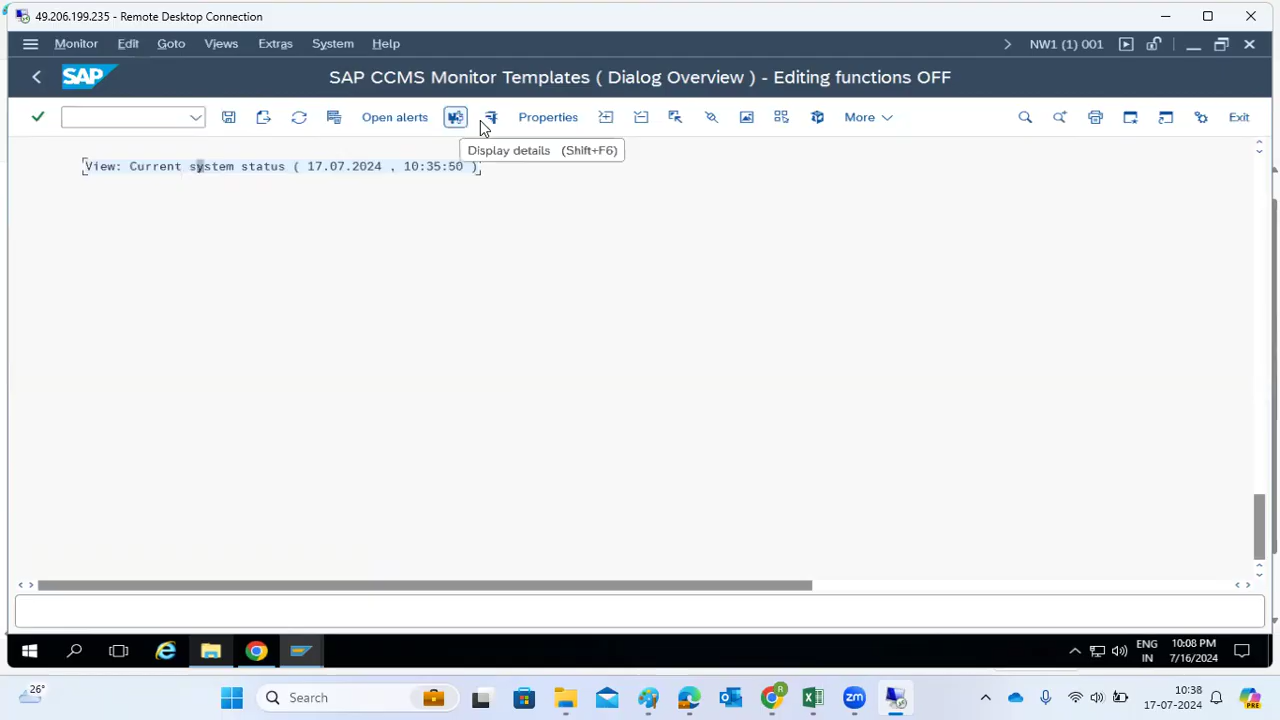 49.206.199.235 - Remote Desktop Connection
Monitor Edit Goto Views Extras System Help NW1 (1) 001
SAP SAP CCMS Monitor Templates ( Dialog Overview ) - Editing functions OFF
Open alerts Properties More Exit
Display details (Shift+F6)
View: Current system status ( 17.07.2024 , 10:35:50 )
ENG
IN
10:08 PM
7/16/2024
26°
Search
R
zm
10:38
17-07-2024
PRE